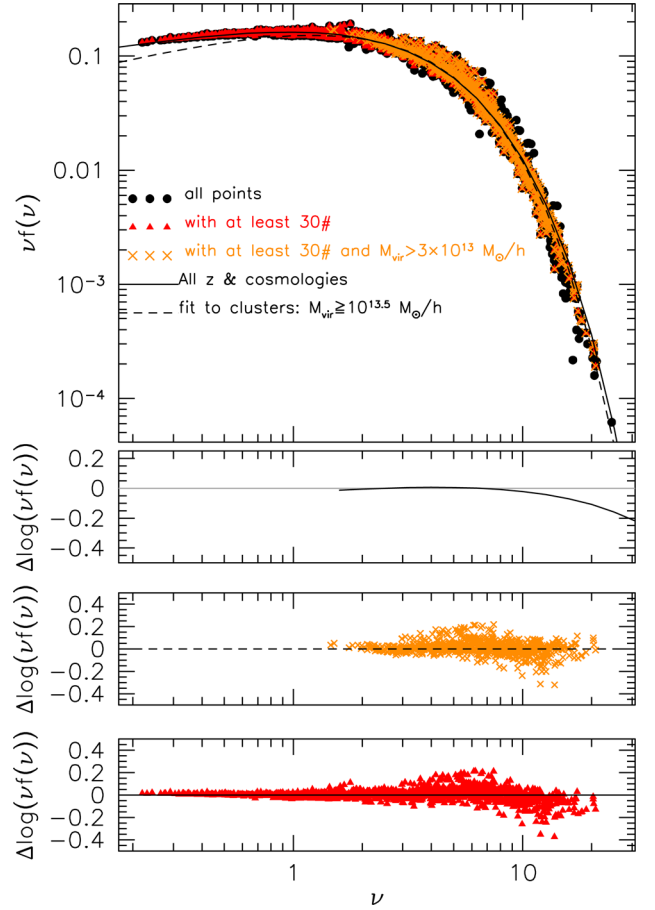 0.1
0.01
10⁻³
10⁻⁴
νf(ν)
all points
with at least 30#
with at least 30# and M_vir>3×10¹³ M_⊙/h
All z & cosmologies
fit to clusters: M_vir≧10^13.5 M_⊙/h
0.2
0
−0.2
−0.4
Δlog(νf(ν))
0.4
0.2
0
−0.2
−0.4
Δlog(νf(ν))
0.4
0.2
0
−0.2
−0.4
Δlog(νf(ν))
1
10
ν